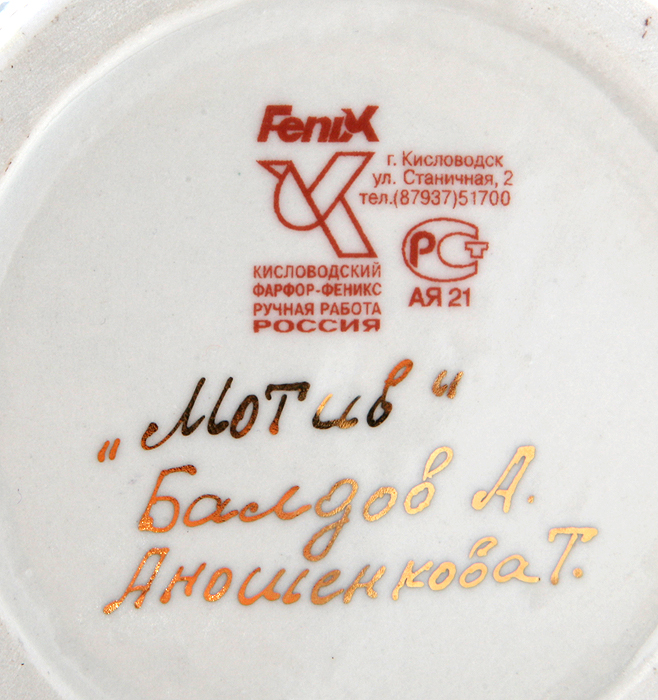 Fenix
г. Кисловодск
ул. Станичная, 2
тел.(87937)51700
РСТ
АЯ 21
КИСЛОВОДСКИЙ
ФАРФОР-ФЕНИКС
РУЧНАЯ РАБОТА
РОССИЯ
"Мотив"
Балдов А.
Аношенкова Т.